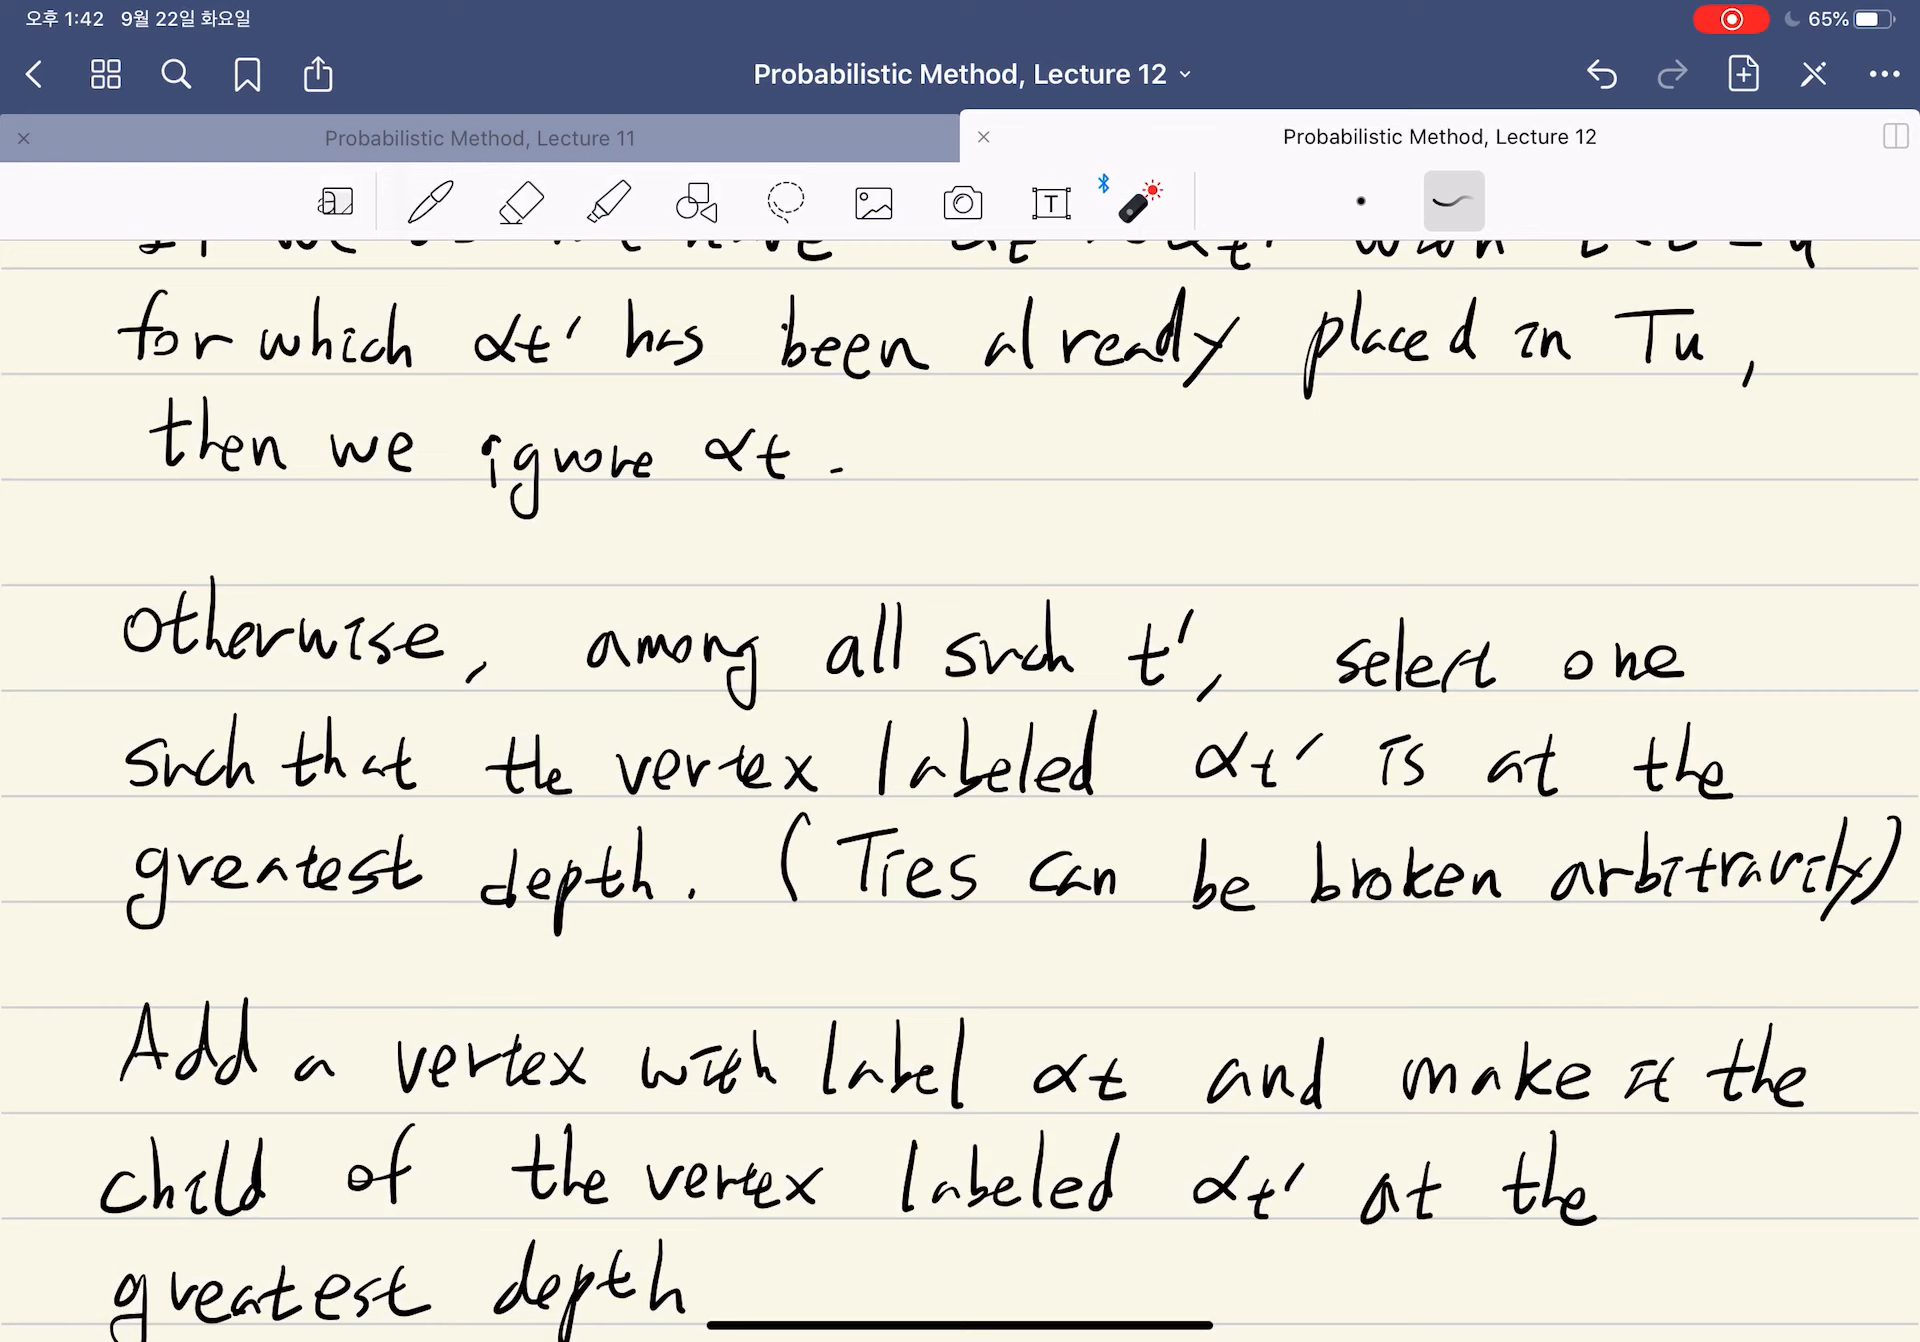 오후 1:42 9월 22일 화요일
65%
Probabilistic Method, Lecture 12
Probabilistic Method, Lecture 11
Probabilistic Method, Lecture 12
for which αt' has been already placed in Tu,
then we ignore αt.
Otherwise, among all such t', select one
such that the vertex labeled αt' is at the
greatest depth. (Ties can be broken arbitrarily)
Add a vertex with label αt and make it the
child of the vertex labeled αt' at the
greatest depth